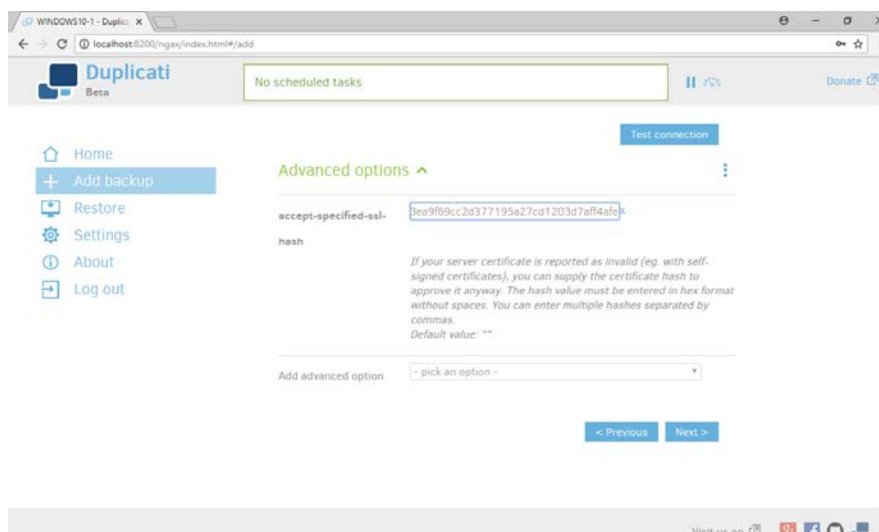 WINDOWS10-1 - Duplic
localhost:8200/ngax/index.html#/add
Duplicati
Beta
No scheduled tasks
Donate
Test connection
Home
Add backup
Restore
Settings
About
Log out
Advanced options
accept-specified-ssl-
hash
3ea9f69cc2d377195a27cd1203d7aff4afe
If your server certificate is reported as invalid (eg. with self-
signed certificates), you can supply the certificate hash to
approve it anyway. The hash value must be entered in hex format
without spaces. You can enter multiple hashes separated by
commas.
Default value: ""
Add advanced option
- pick an option -
< Previous
Next >
Visit us on